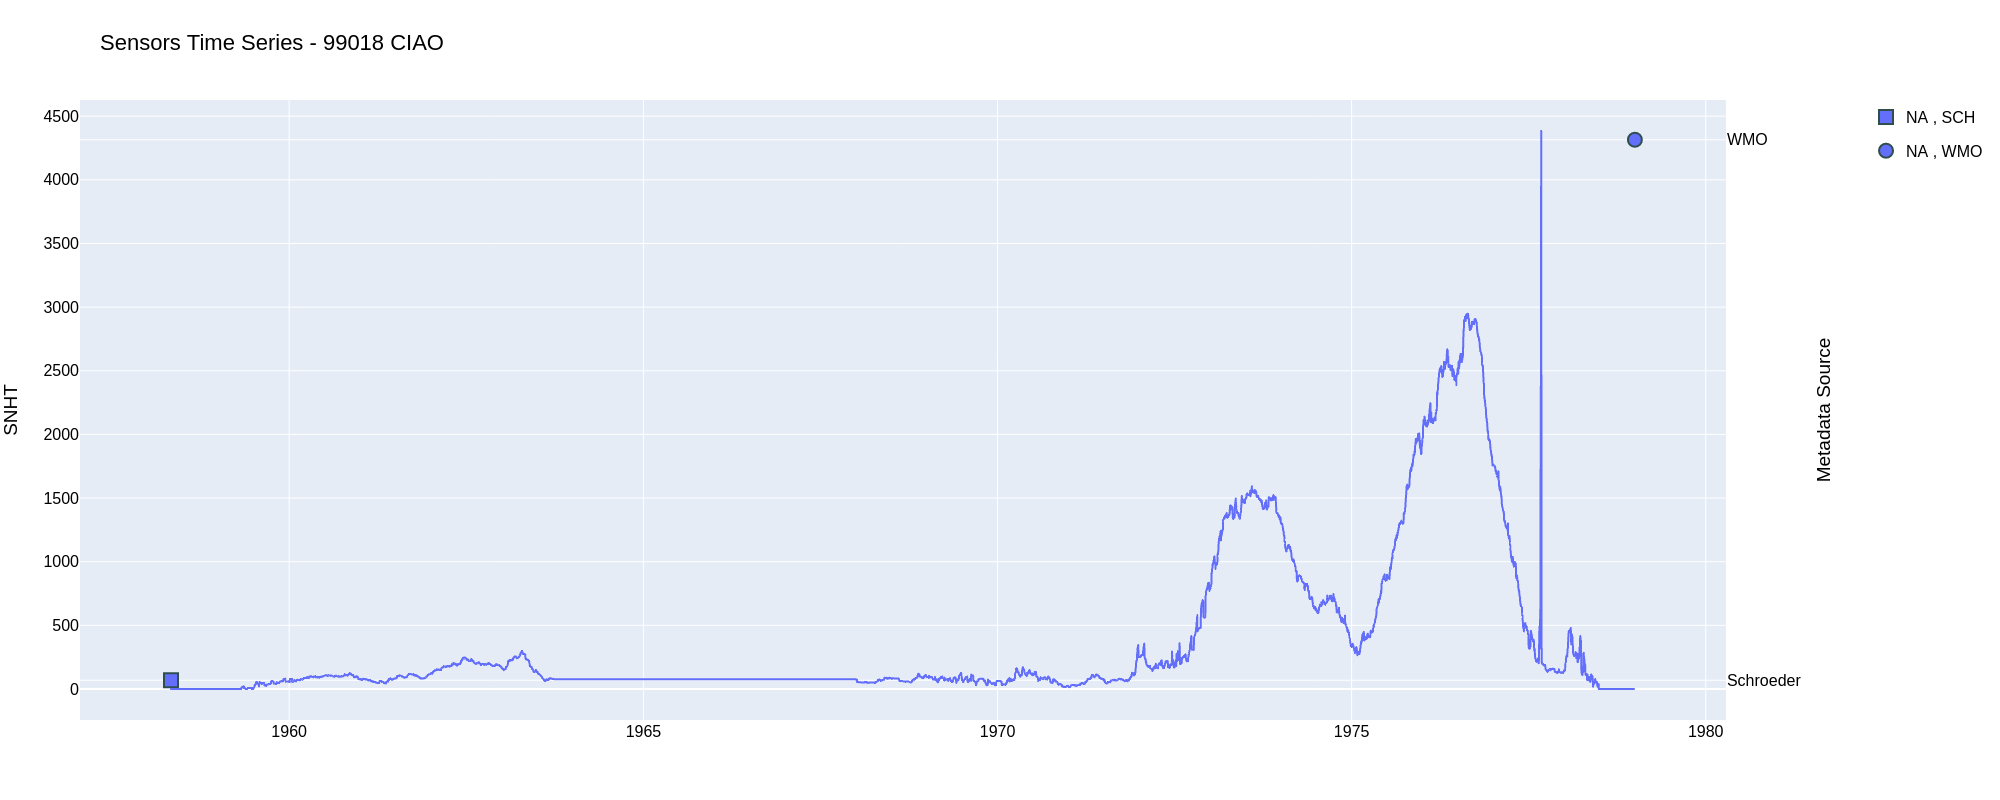 Sensors Time Series - 99018 CIAO
NA , SCH
NA , WMO
4500
4000
3500
3000
2500
2000
1500
1000
500
0
SNHT
WMO
Schroeder
Metadata Source
1960
1965
1970
1975
1980